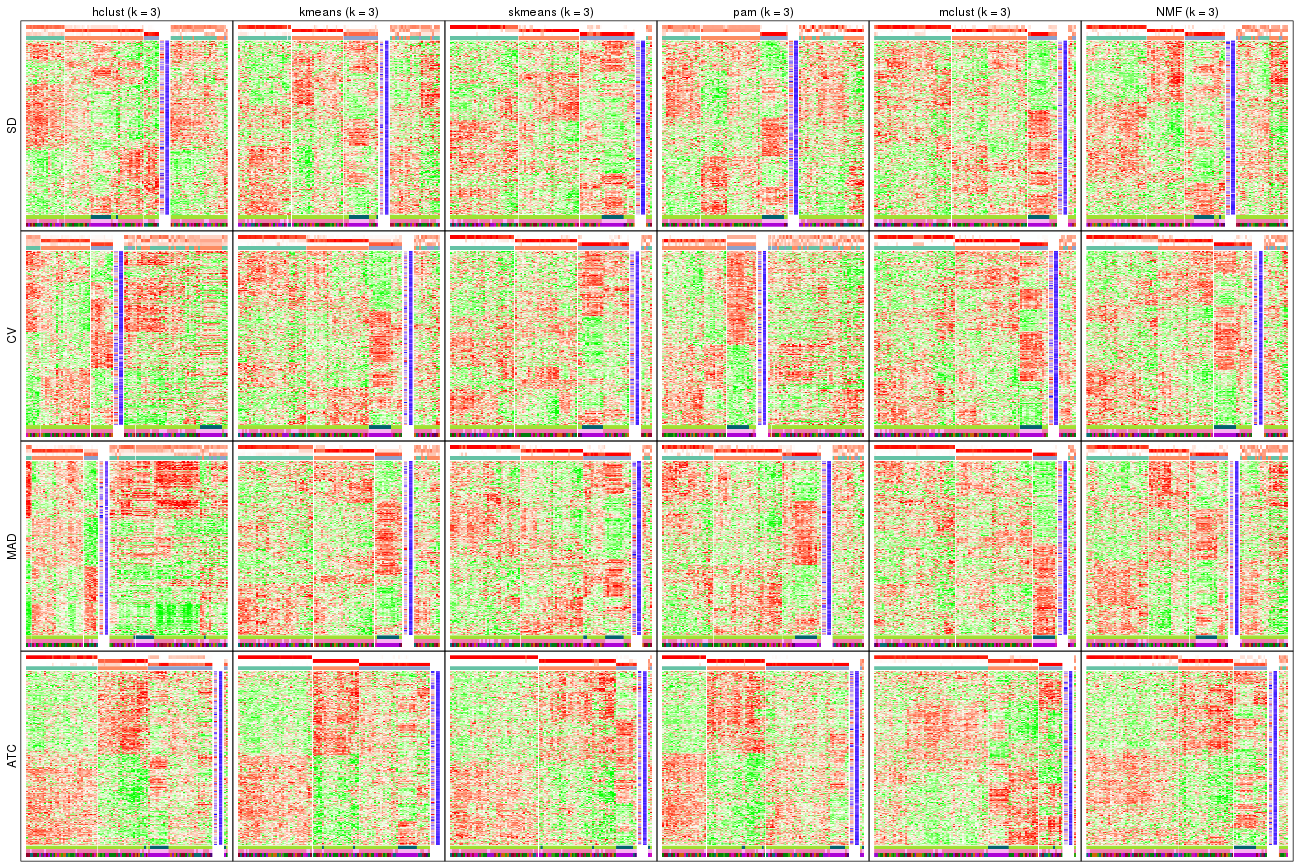 hclust (k = 3) kmeans (k = 3) skmeans (k = 3) pam (k = 3) mclust (k = 3) NMF (k = 3)
SD
CV
MAD
ATC